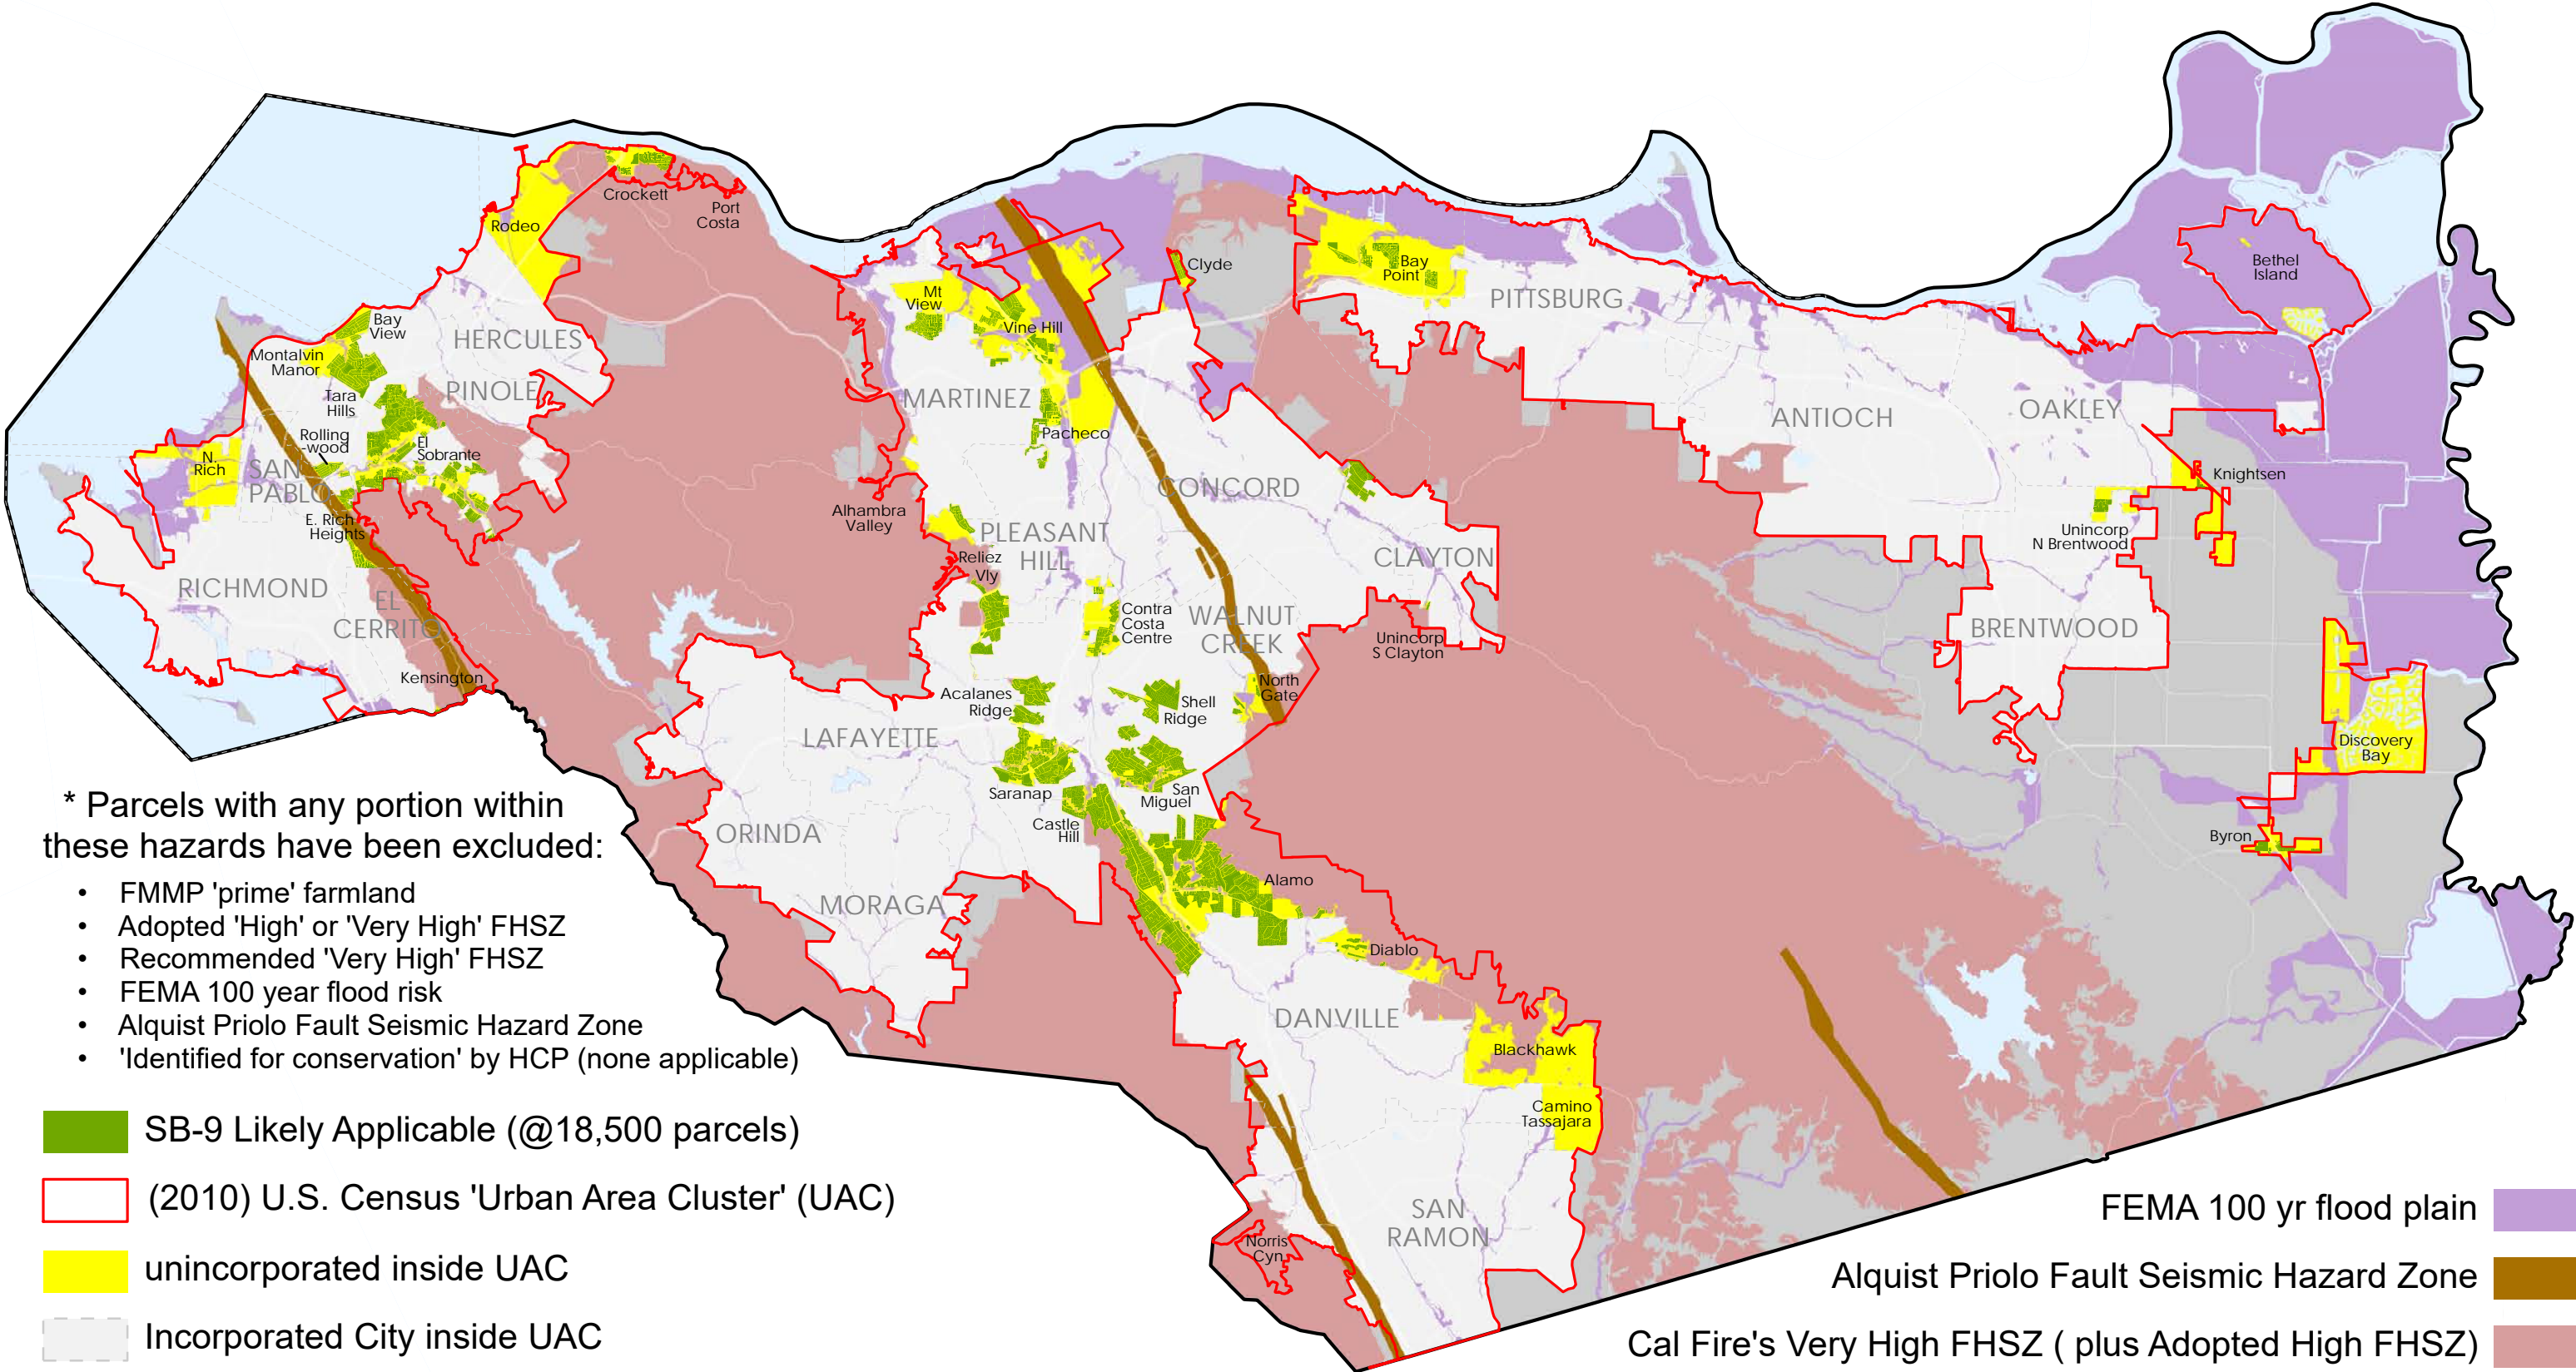 Crockett
Port
Costa
Rodeo
Clyde
Bay
Point
Bethel
Island
Mt
View
Vine Hill
PITTSBURG
Bay
View
HERCULES
Montalvin
Manor
PINOLE
MARTINEZ
ANTIOCH
OAKLEY
Tara
Hills
Rolling
-wood
El
Sobrante
Pacheco
N.
Rich
SAN
PABLO
Knightsen
CONCORD
E. Rich
Heights
Alhambra
Valley
PLEASANT
HILL
Unincorp
N Brentwood
CLAYTON
Reliez
Vly
RICHMOND
EL
CERRITO
Contra
Costa
Centre
WALNUT
CREEK
Unincorp
S Clayton
BRENTWOOD
Kensington
North
Gate
Acalanes
Ridge
Shell
Ridge
LAFAYETTE
Discovery
Bay
Saranap
San
Miguel
Castle
Hill
ORINDA
Byron
Alamo
MORAGA
Diablo
DANVILLE
Blackhawk
Camino
Tassajara
SAN
RAMON
Norris
Cyn
* Parcels with any portion within
these hazards have been excluded:
• FMMP 'prime' farmland
• Adopted 'High' or 'Very High' FHSZ
• Recommended 'Very High' FHSZ
• FEMA 100 year flood risk
• Alquist Priolo Fault Seismic Hazard Zone
• 'Identified for conservation' by HCP (none applicable)
SB-9 Likely Applicable (@18,500 parcels)
(2010) U.S. Census 'Urban Area Cluster' (UAC)
unincorporated inside UAC
Incorporated City inside UAC
FEMA 100 yr flood plain
Alquist Priolo Fault Seismic Hazard Zone
Cal Fire's Very High FHSZ ( plus Adopted High FHSZ)